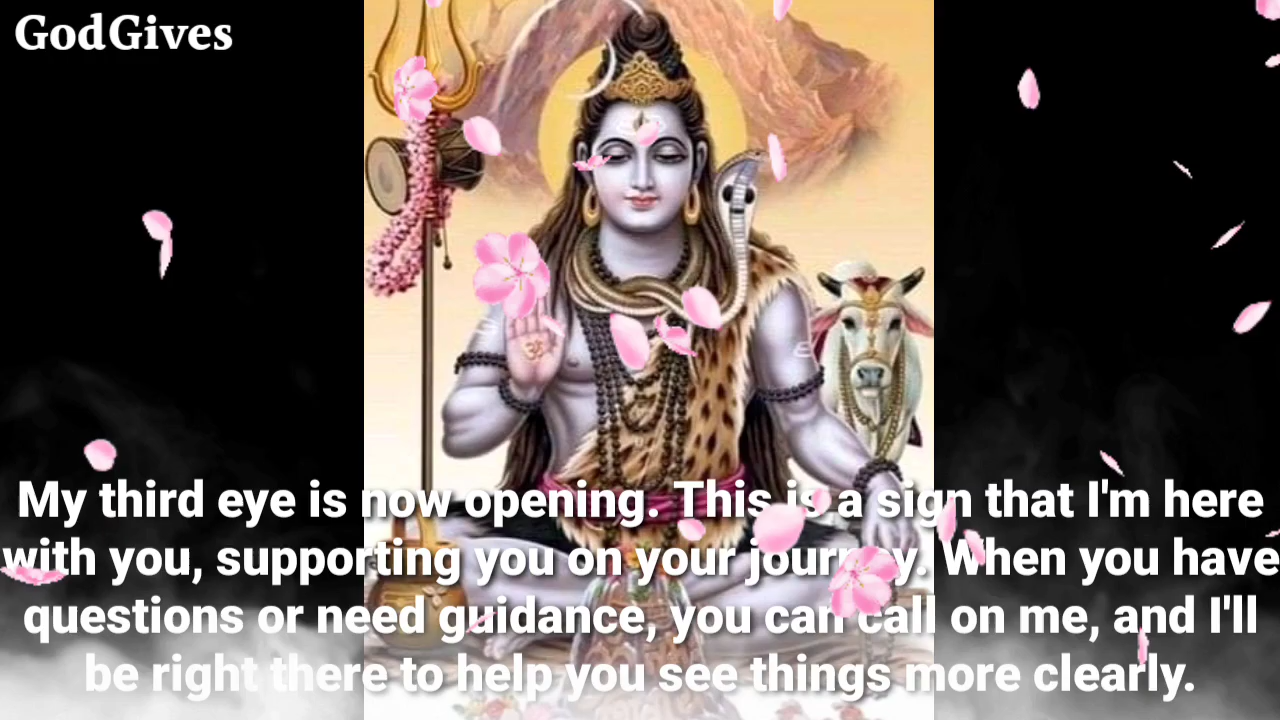 GodGives
ॐ
My third eye is now opening. This is a sign that I'm here
with you, supporting you on your journey. When you have
questions or need guidance, you can call on me, and I'll
be right there to help you see things more clearly.